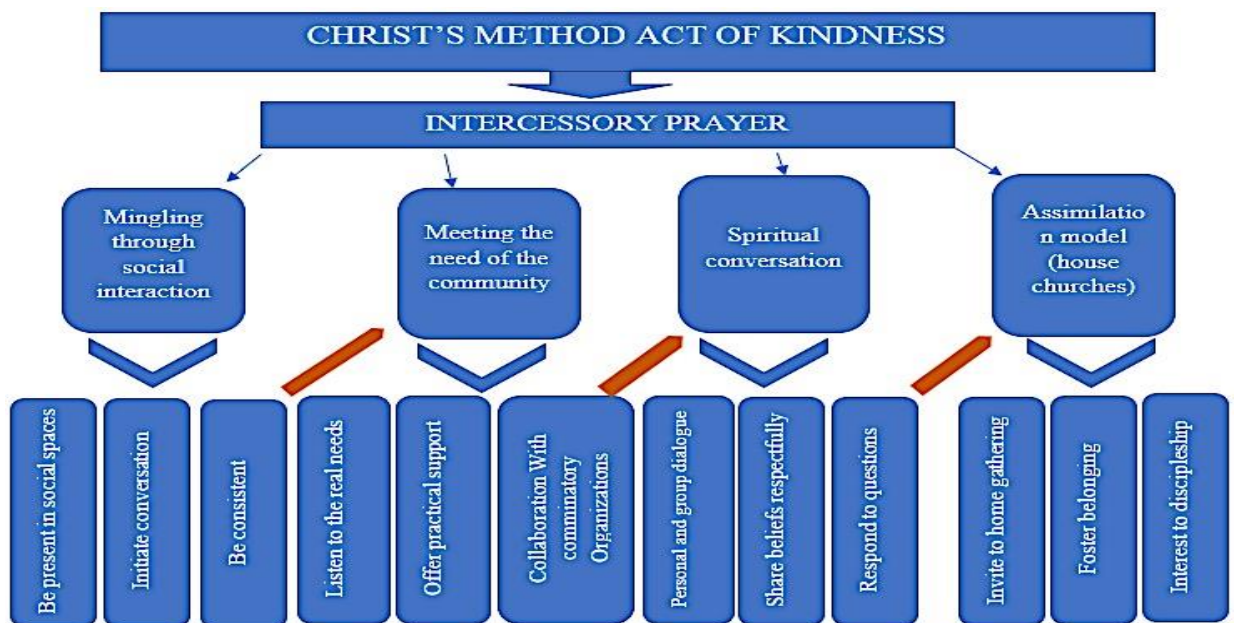 CHRIST'S METHOD ACT OF KINDNESS
INTERCESSORY PRAYER
Mingling
through
social
interaction
Meeting the
need of the
community
Spiritual
conversation
Assimilatio
n model
(house
churches)
Be present in social spaces
Initiate conversation
Be consistent
Listen to the real needs
Offer practical support
Collaboration With
comminatory
Organizations
Personal and group dialogue
Share beliefs respectfully
Respond to questions
Invite to home gathering
Foster belonging
Interest to discipleship